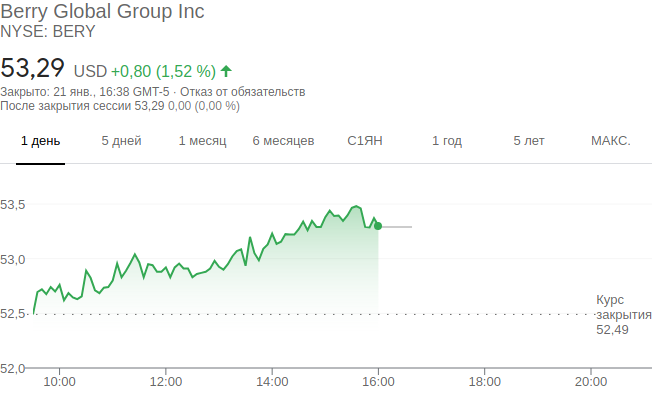 Berry Global Group Inc
NYSE: BERY
53,29 USD +0,80 (1,52 %)
Закрыто: 21 янв., 16:38 GMT-5 · Отказ от обязательств
После закрытия сессии 53,29 0,00 (0,00 %)
1 день 5 дней 1 месяц 6 месяцев С1ЯН 1 год 5 лет МАКС.
53,5
53,0
52,5
Курс
закрытия
52,49
52,0
10:00 12:00 14:00 16:00 18:00 20:00